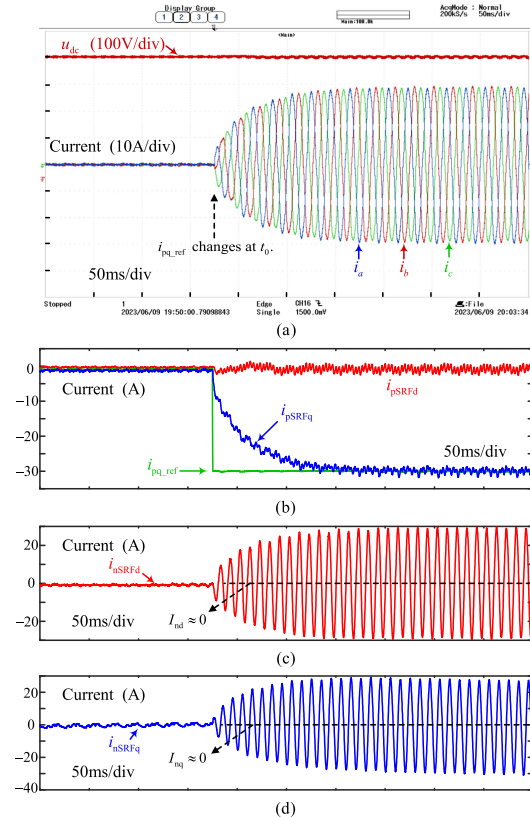 Display Group
1 2 3 4
AcqMode : Normal
200kS/s 50ms/div
Main:100.0k
(Main)
u_dc (100V/div)
Current (10A/div)
i_pq_ref changes at t_0.
50ms/div
i_a
i_b
i_c
Stopped
1
2023/06/09 19:50:00.79098843
Edge
Single
CH16
1500.0mV
:File
2023/06/09 20:03:34
(a)
0
−10
−20
−30
Current (A)
i_pSRFd
i_pSRFq
50ms/div
i_pq_ref
(b)
20
0
−20
Current (A)
i_nSRFd
50ms/div
I_nd ≈ 0
(c)
20
0
−20
−40
Current (A)
i_nSRFq
50ms/div
I_nq ≈ 0
(d)